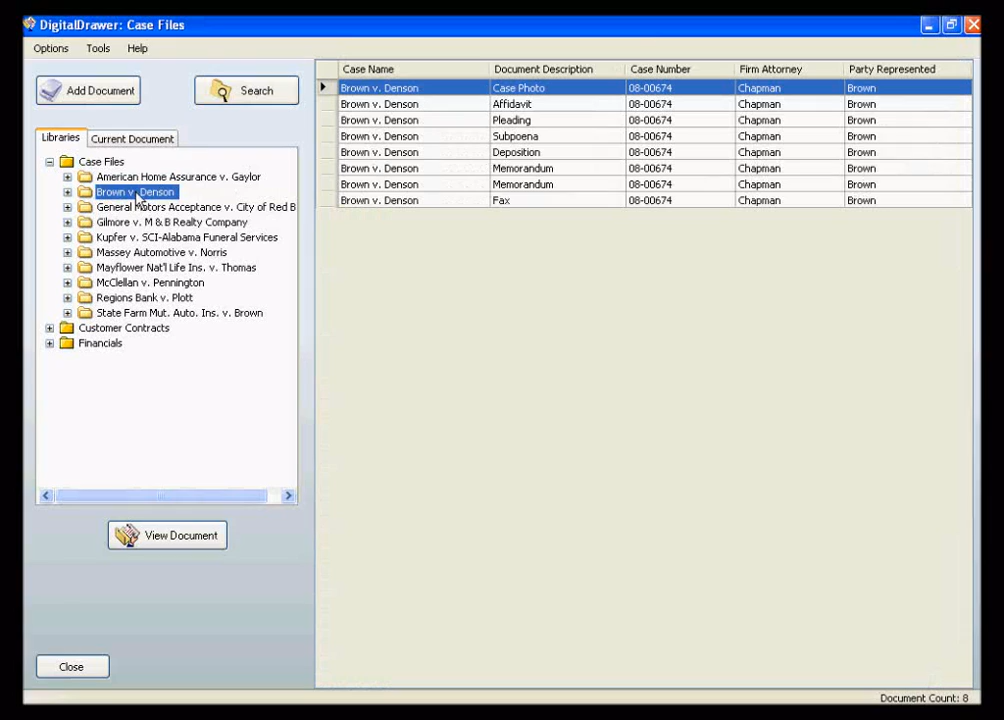 DigitalDrawer: Case Files
Options Tools Help
Add Document Search
Libraries Current Document
Case Files
American Home Assurance v. Gaylor
Brown v. Denson
General Motors Acceptance v. City of Red B
Gilmore v. M & B Realty Company
Kupfer v. SCI-Alabama Funeral Services
Massey Automotive v. Norris
Mayflower Nat'l Life Ins. v. Thomas
McClellan v. Pennington
Regions Bank v. Plott
State Farm Mut. Auto. Ins. v. Brown
Customer Contracts
Financials
View Document
Close
Case Name Document Description Case Number Firm Attorney Party Represented
Brown v. Denson Case Photo 08-00674 Chapman Brown
Brown v. Denson Affidavit 08-00674 Chapman Brown
Brown v. Denson Pleading 08-00674 Chapman Brown
Brown v. Denson Subpoena 08-00674 Chapman Brown
Brown v. Denson Deposition 08-00674 Chapman Brown
Brown v. Denson Memorandum 08-00674 Chapman Brown
Brown v. Denson Memorandum 08-00674 Chapman Brown
Brown v. Denson Fax 08-00674 Chapman Brown
Document Count: 8